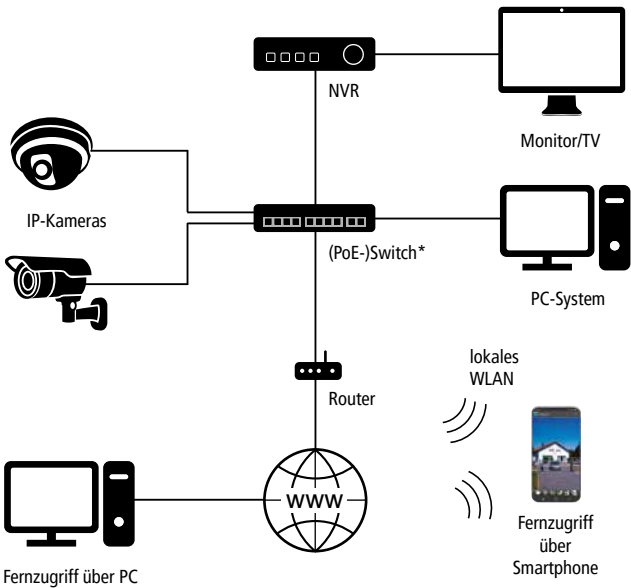 NVR
Monitor/TV
IP-Kameras
(PoE-)Switch*
PC-System
lokales
WLAN
Router
WWW
Fernzugriff über PC
Fernzugriff
über
Smartphone